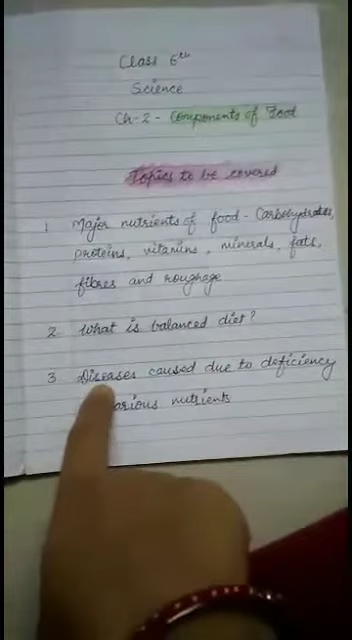 Class 6th
Science
Ch-2- Components of Food
Topics to be covered
1 Major nutrients of food - Carbohydrates,
proteins, vitamins, minerals, fats,
fibres and roughage
2 What is balanced diet?
3 Diseases caused due to deficiency
nutrients